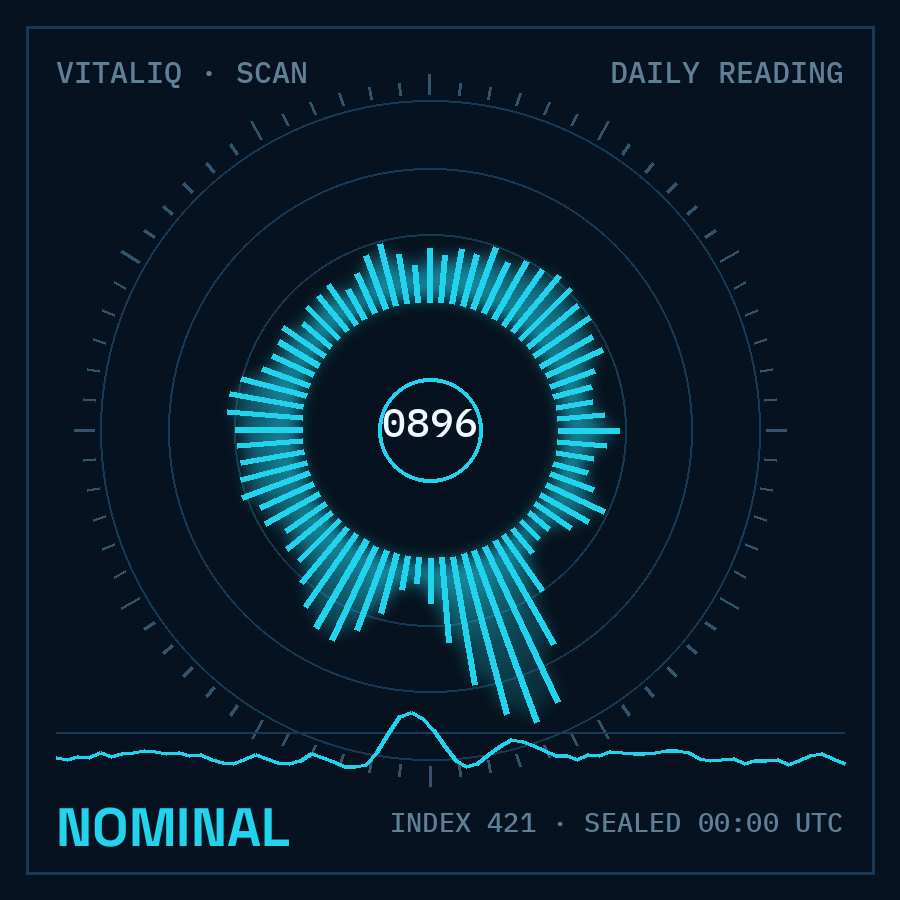 VITALIQ · SCAN
DAILY READING
0896
NOMINAL
INDEX 421 · SEALED 00:00 UTC